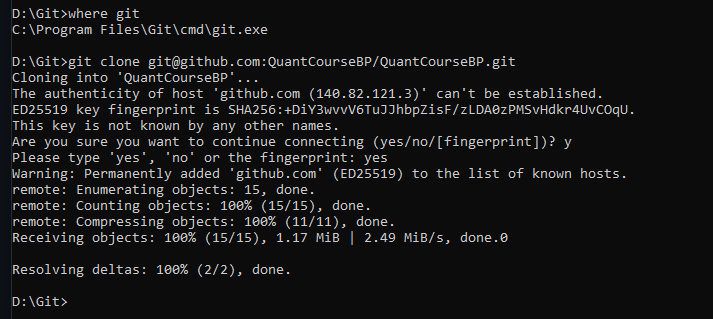 D:\Git>where git
C:\Program Files\Git\cmd\git.exe
D:\Git>git clone git@github.com:QuantCourseBP/QuantCourseBP.git
Cloning into 'QuantCourseBP'...
The authenticity of host 'github.com (140.82.121.3)' can't be established.
ED25519 key fingerprint is SHA256:+DiY3wvvV6TuJJhbpZisF/zLDA0zPMSvHdkr4UvCOqU.
This key is not known by any other names.
Are you sure you want to continue connecting (yes/no/[fingerprint])? y
Please type 'yes', 'no' or the fingerprint: yes
Warning: Permanently added 'github.com' (ED25519) to the list of known hosts.
remote: Enumerating objects: 15, done.
remote: Counting objects: 100% (15/15), done.
remote: Compressing objects: 100% (11/11), done.
Receiving objects: 100% (15/15), 1.17 MiB | 2.49 MiB/s, done.0
Resolving deltas: 100% (2/2), done.
D:\Git>